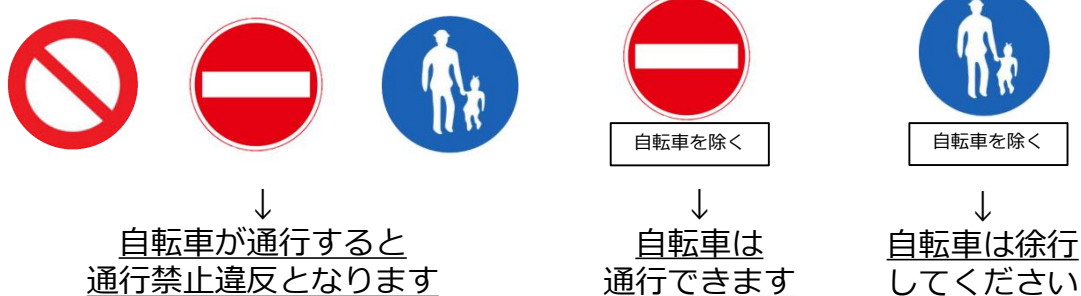 自転車を除く
自転車を除く
↓
自転車が通行すると
通行禁止違反となります
↓
自転車は
通行できます
↓
自転車は徐行
してください